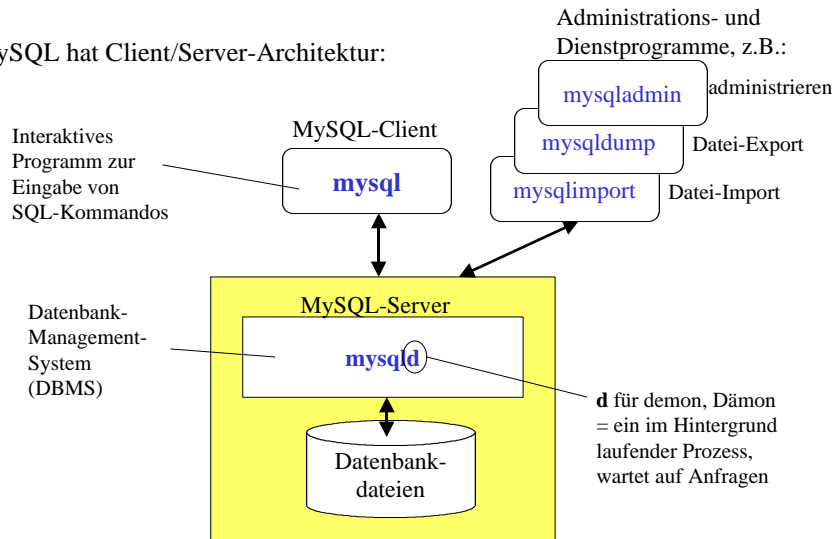 Administrations- und
Dienstprogramme, z.B.:
ySQL hat Client/Server-Architektur:
mysqladmin
administrieren
mysqldump
Datei-Export
mysqlimport
Datei-Import
MySQL-Client
mysql
Interaktives
Programm zur
Eingabe von
SQL-Kommandos
MySQL-Server
mysqld
Datenbank-
Management-
System
(DBMS)
d für demon, Dämon
= ein im Hintergrund
laufender Prozess,
wartet auf Anfragen
Datenbank-
dateien